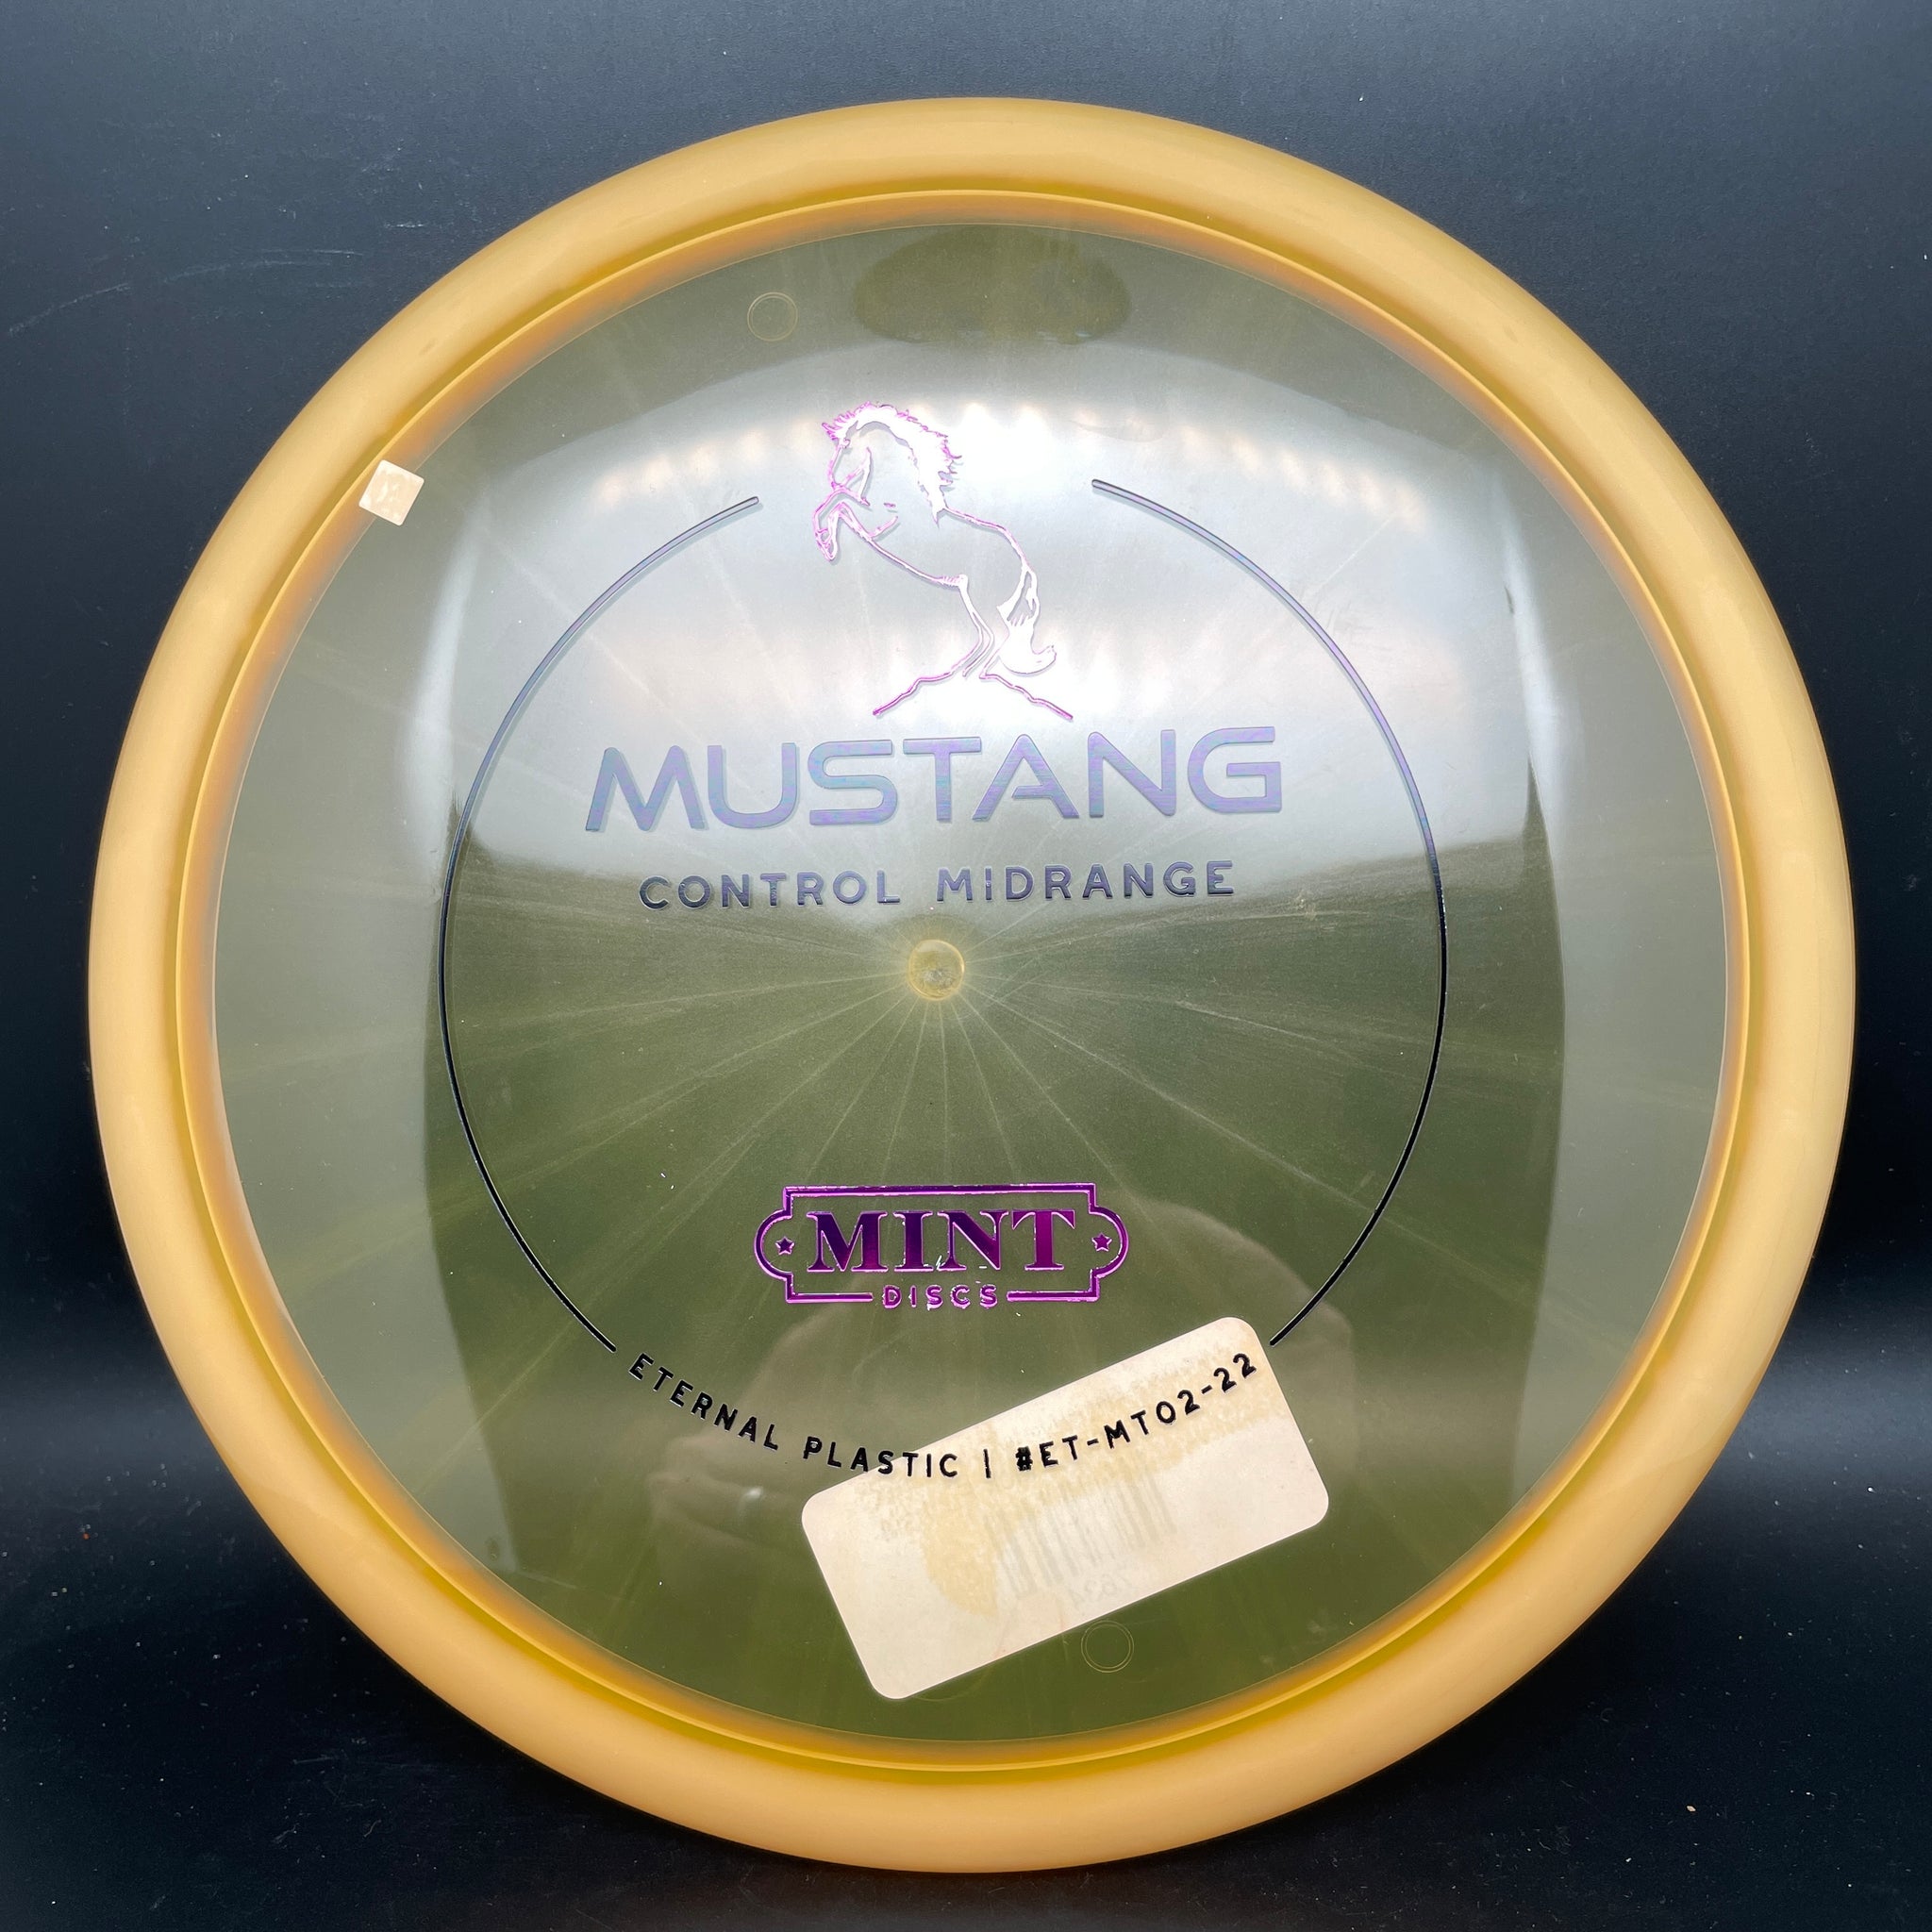 MUSTANG
CONTROL MIDRANGE
MINT
DISCS
ETERNAL PLASTIC | #ET-MT02-22